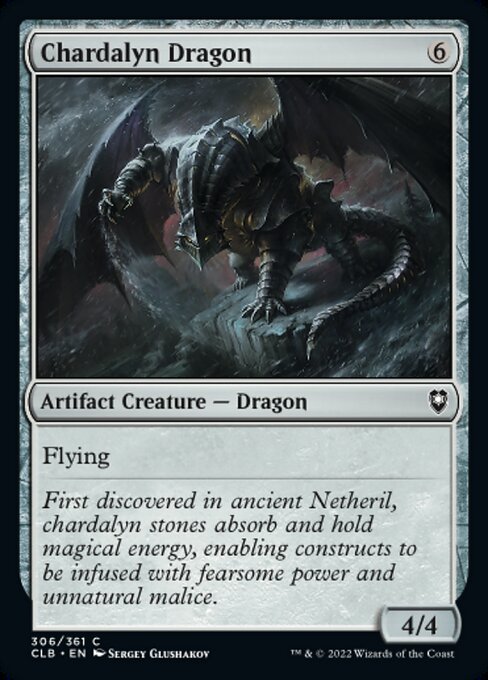 Chardalyn Dragon 6
Artifact Creature — Dragon
Flying
First discovered in ancient Netheril,
chardalyn stones absorb and hold
magical energy, enabling constructs to
be infused with fearsome power and
unnatural malice.
4/4
306/361 C
CLB • EN Sergey Glushakov
™ & © 2022 Wizards of the Coast